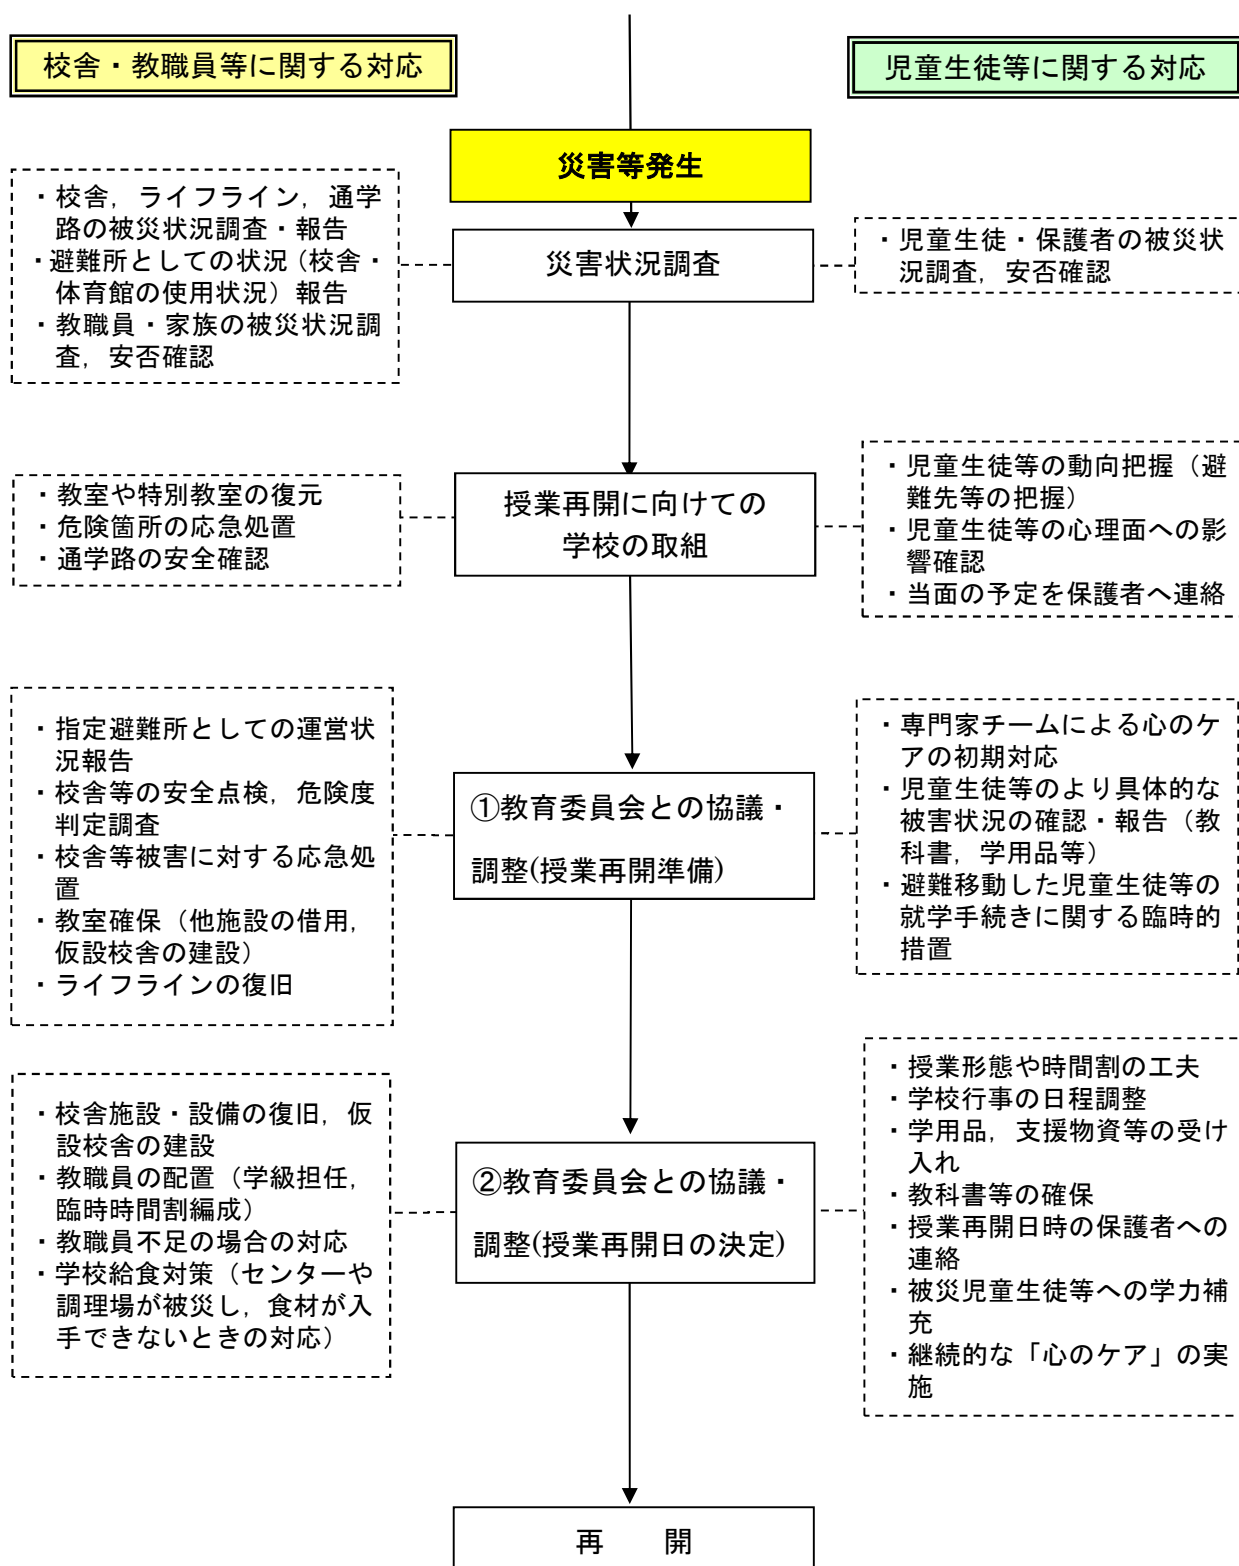 校舎・教職員等に関する対応
児童生徒等に関する対応
災害等発生
・校舎，ライフライン，通学
路の被災状況調査・報告
・避難所としての状況（校舎・
体育館の使用状況）報告
・教職員・家族の被災状況調
査，安否確認
災害状況調査
・児童生徒・保護者の被災状
況調査，安否確認
・教室や特別教室の復元
・危険箇所の応急処置
・通学路の安全確認
授業再開に向けての
学校の取組
・児童生徒等の動向把握（避
難先等の把握）
・児童生徒等の心理面への影
響確認
・当面の予定を保護者へ連絡
・指定避難所としての運営状
況報告
・校舎等の安全点検，危険度
判定調査
・校舎等被害に対する応急処
置
・教室確保（他施設の借用，
仮設校舎の建設）
・ライフラインの復旧
①教育委員会との協議・
調整(授業再開準備)
・専門家チームによる心のケ
アの初期対応
・児童生徒等のより具体的な
被害状況の確認・報告（教
科書，学用品等）
・避難移動した児童生徒等の
就学手続きに関する臨時的
措置
・校舎施設・設備の復旧，仮
設校舎の建設
・教職員の配置（学級担任，
臨時時間割編成）
・教職員不足の場合の対応
・学校給食対策（センターや
調理場が被災し，食材が入
手できないときの対応）
②教育委員会との協議・
調整(授業再開日の決定)
・授業形態や時間割の工夫
・学校行事の日程調整
・学用品，支援物資等の受け
入れ
・教科書等の確保
・授業再開日時の保護者への
連絡
・被災児童生徒等への学力補
充
・継続的な「心のケア」の実
施
再　開